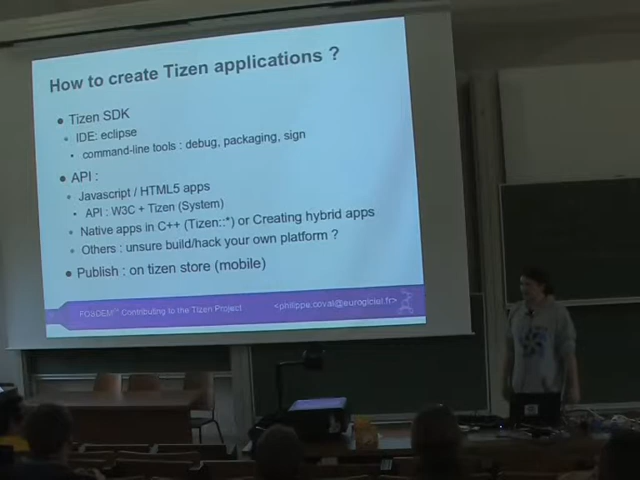 How to create Tizen applications ?
Tizen SDK
IDE: eclipse
command-line tools : debug, packaging, sign
API :
Javascript / HTML5 apps
API : W3C + Tizen (System)
Native apps in C++ (Tizen::*) or Creating hybrid apps
Others : unsure build/hack your own platform ?
Publish : on tizen store (mobile)
Contributing to the Tizen Project
<philippe.coval@eurogiciel.fr>